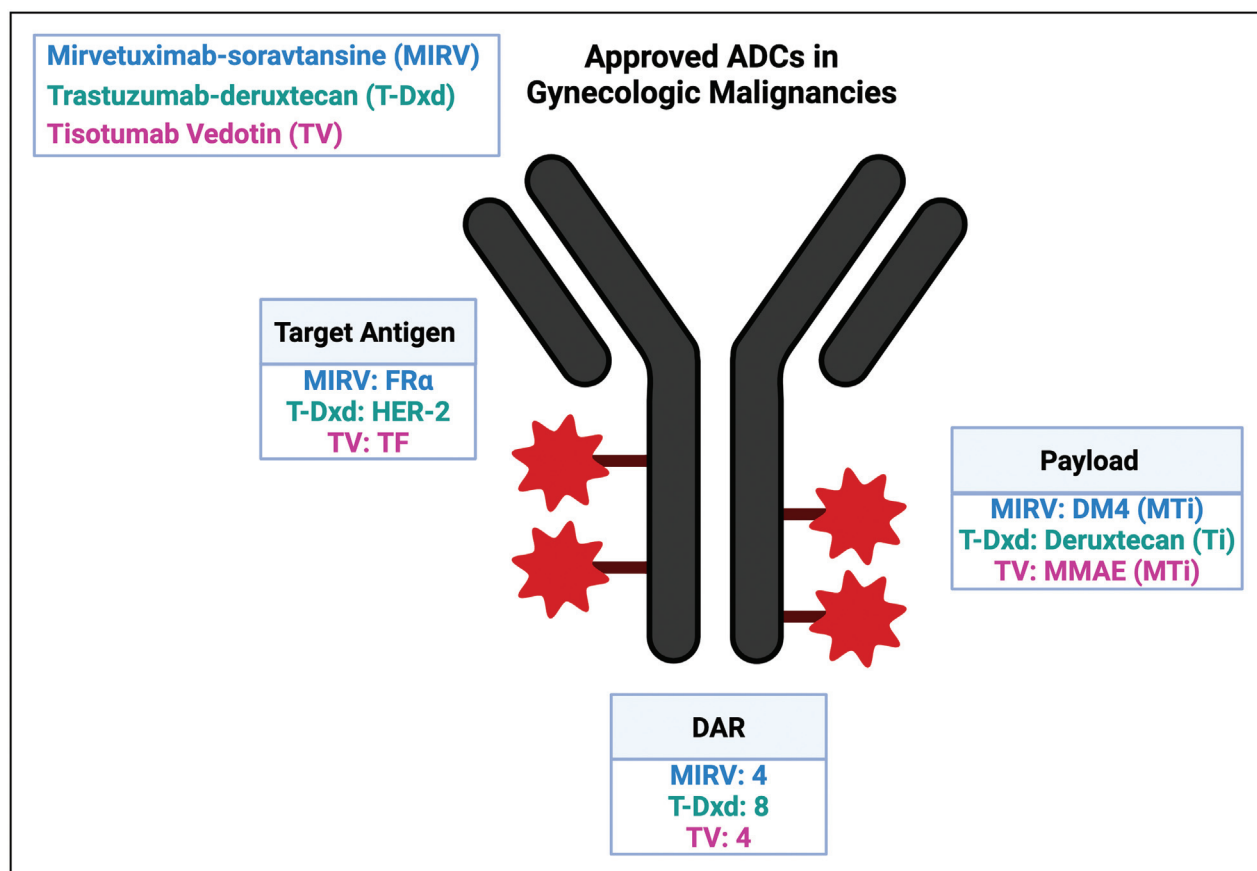 Mirvetuximab-soravtansine (MIRV)
Trastuzumab-deruxtecan (T-Dxd)
Tisotumab Vedotin (TV)
Approved ADCs in
Gynecologic Malignancies
Target Antigen
MIRV: FRα
T-Dxd: HER-2
TV: TF
Payload
MIRV: DM4 (MTi)
T-Dxd: Deruxtecan (Ti)
TV: MMAE (MTi)
DAR
MIRV: 4
T-Dxd: 8
TV: 4